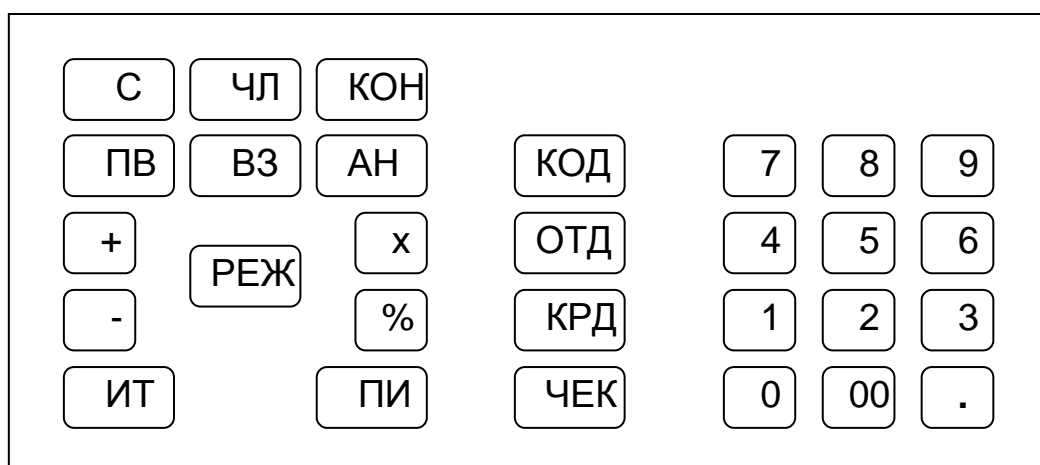 С ЧЛ КОН
ПВ ВЗ АН КОД 7 8 9
+ х ОТД 4 5 6
РЕЖ
- % КРД 1 2 3
ИТ ПИ ЧЕК 0 00 .